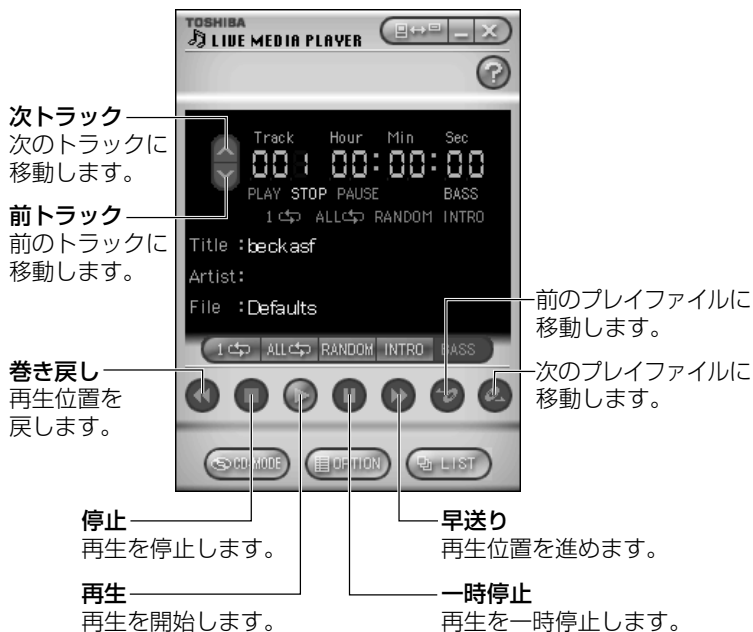 TOSHIBA
LIVE MEDIA PLAYER
次トラック
次のトラックに
移動します。
前トラック
前のトラックに
移動します。
Track Hour Min Sec
001 00:00:00
PLAY STOP PAUSE BASS
1 ALL RANDOM INTRO
Title :beckasf
Artist:
File :Defaults
1 ALL RANDOM INTRO BASS
前のプレイファイルに
移動します。
次のプレイファイルに
移動します。
巻き戻し
再生位置を
戻します。
CD-MODE OPTION LIST
停止
再生を停止します。
早送り
再生位置を進めます。
再生
再生を開始します。
一時停止
再生を一時停止します。